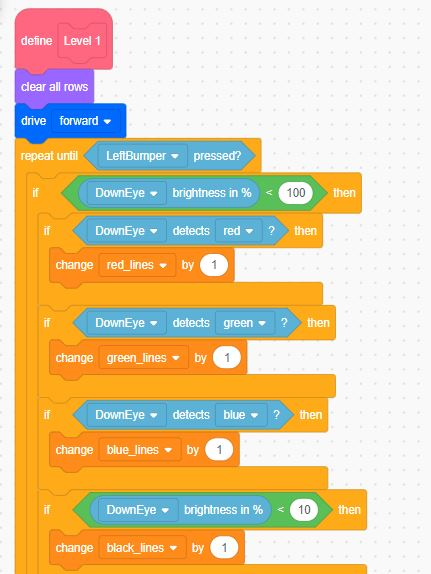 define Level 1
clear all rows
drive forward
repeat until LeftBumper pressed?
if DownEye brightness in % < 100 then
if DownEye detects red ? then
change red_lines by 1
if DownEye detects green ? then
change green_lines by 1
if DownEye detects blue ? then
change blue_lines by 1
if DownEye brightness in % < 10 then
change black_lines by 1